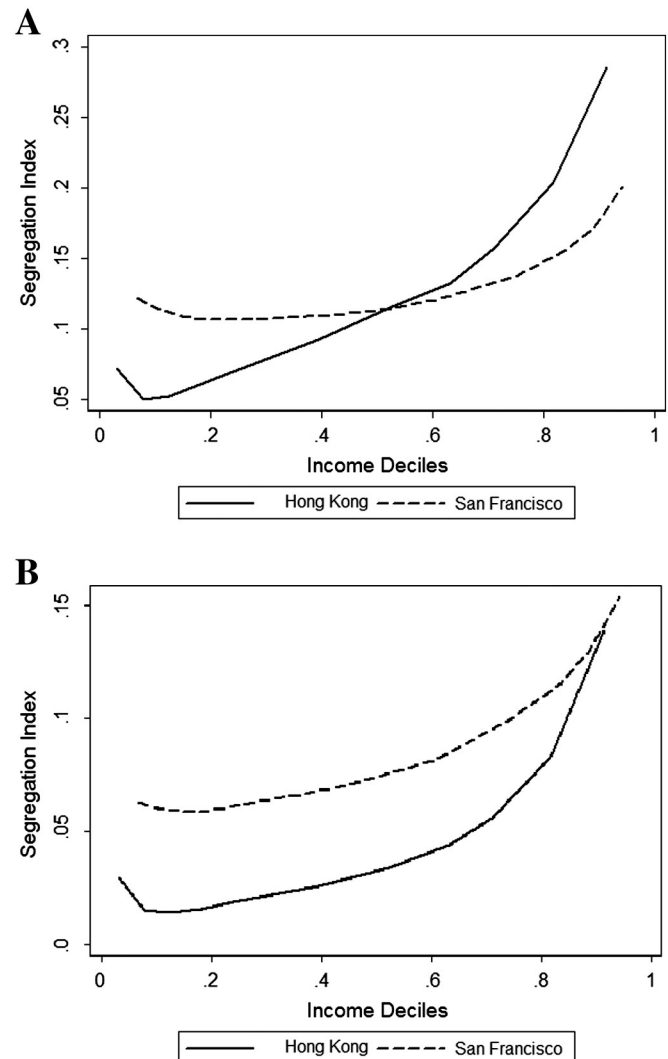 A
.3
.25
.2
.15
.1
.05
Segregation Index
0 .2 .4 .6 .8 1
Income Deciles
Hong Kong San Francisco
B
.15
.1
.05
.0
Segregation Index
0 .2 .4 .6 .8 1
Income Deciles
Hong Kong San Francisco